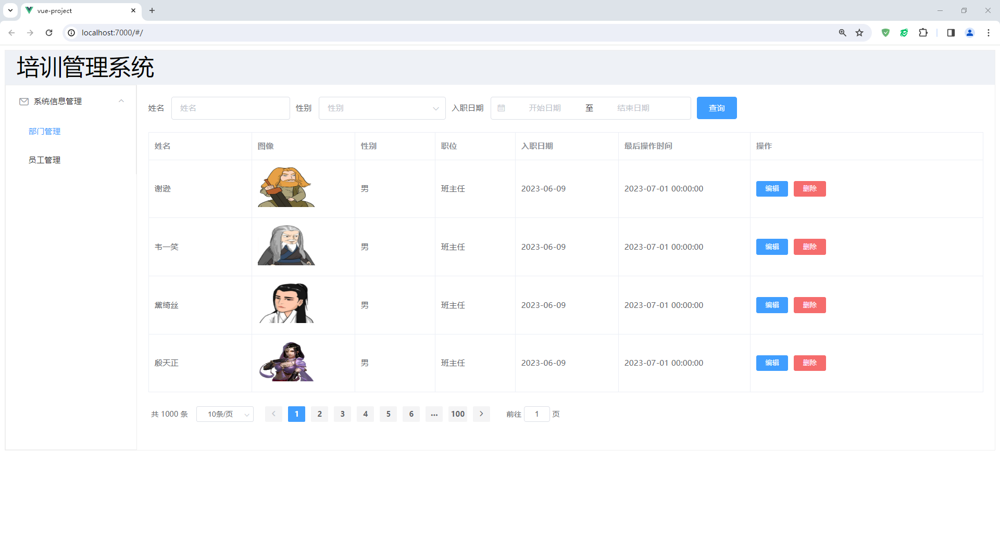 vue-project
localhost:7000/#/
培训管理系统
系统信息管理
部门管理
员工管理
姓名 姓名 性别 性别 入职日期 开始日期 至 结束日期 查询
姓名 图像 性别 职位 入职日期 最后操作时间 操作
谢逊 男 班主任 2023-06-09 2023-07-01 00:00:00 编辑 删除
韦一笑 男 班主任 2023-06-09 2023-07-01 00:00:00 编辑 删除
黛绮丝 男 班主任 2023-06-09 2023-07-01 00:00:00 编辑 删除
殷天正 男 班主任 2023-06-09 2023-07-01 00:00:00 编辑 删除
共 1000 条 10条/页 1 2 3 4 5 6 ... 100 前往 1 页